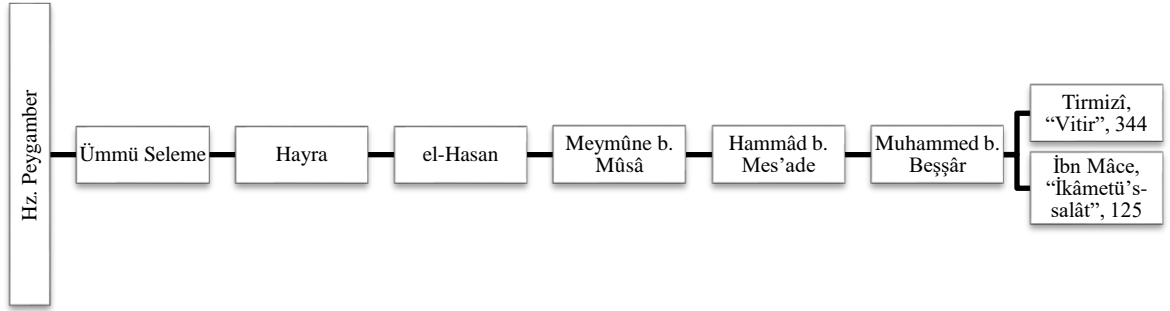 Hz. Peygamber
Ümmü Seleme
Hayra
el-Hasan
Meymûne b.
Mûsâ
Hammâd b.
Mes’ade
Muhammed b.
Beşşâr
Tirmizî,
“Vitir”, 344
İbn Mâce,
“İkâmetü’s-
salât”, 125